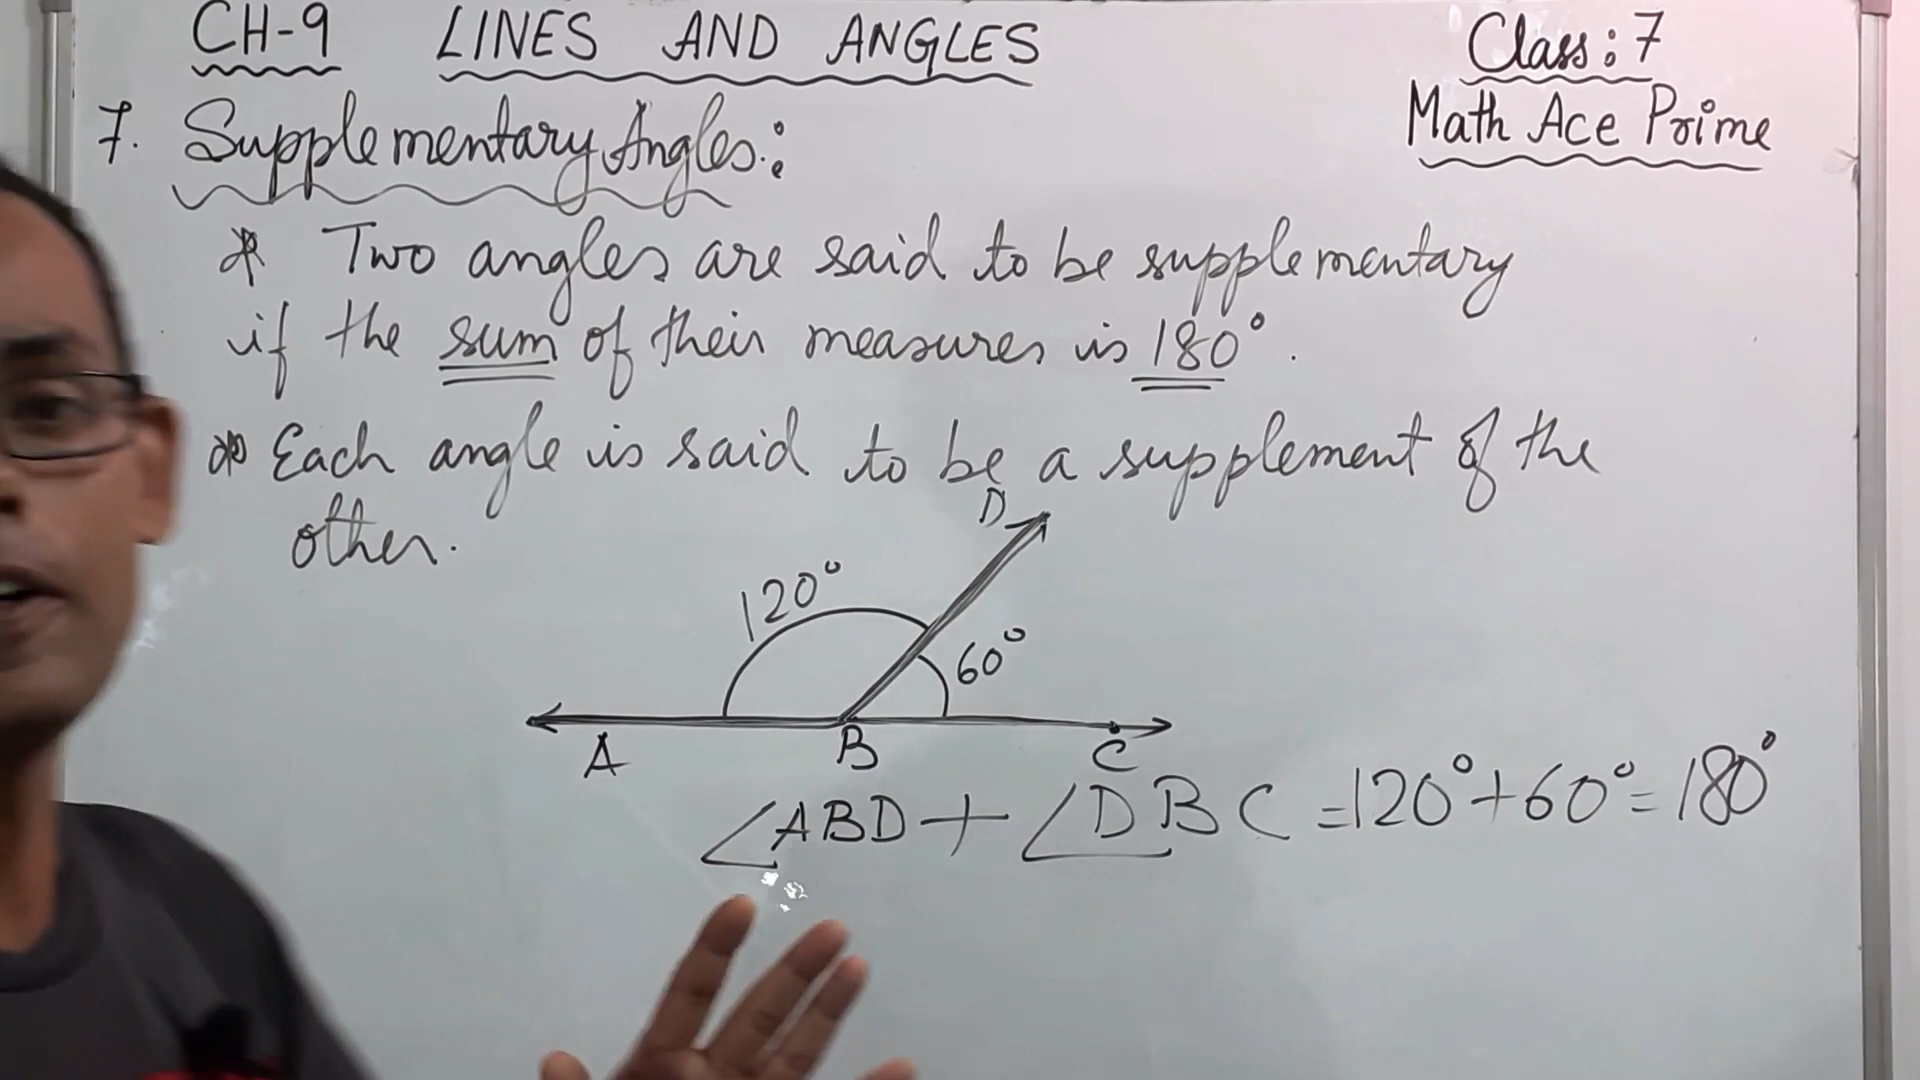 CH-9 LINES AND ANGLES
Class: 7
Math Ace Prime
7. Supplementary Angles:
* Two angles are said to be supplementary
if the sum of their measures is 180°.
* Each angle is said to be a supplement of the
other.
D
120°
60°
A B C
∠ABD + ∠DBC = 120° + 60° = 180°